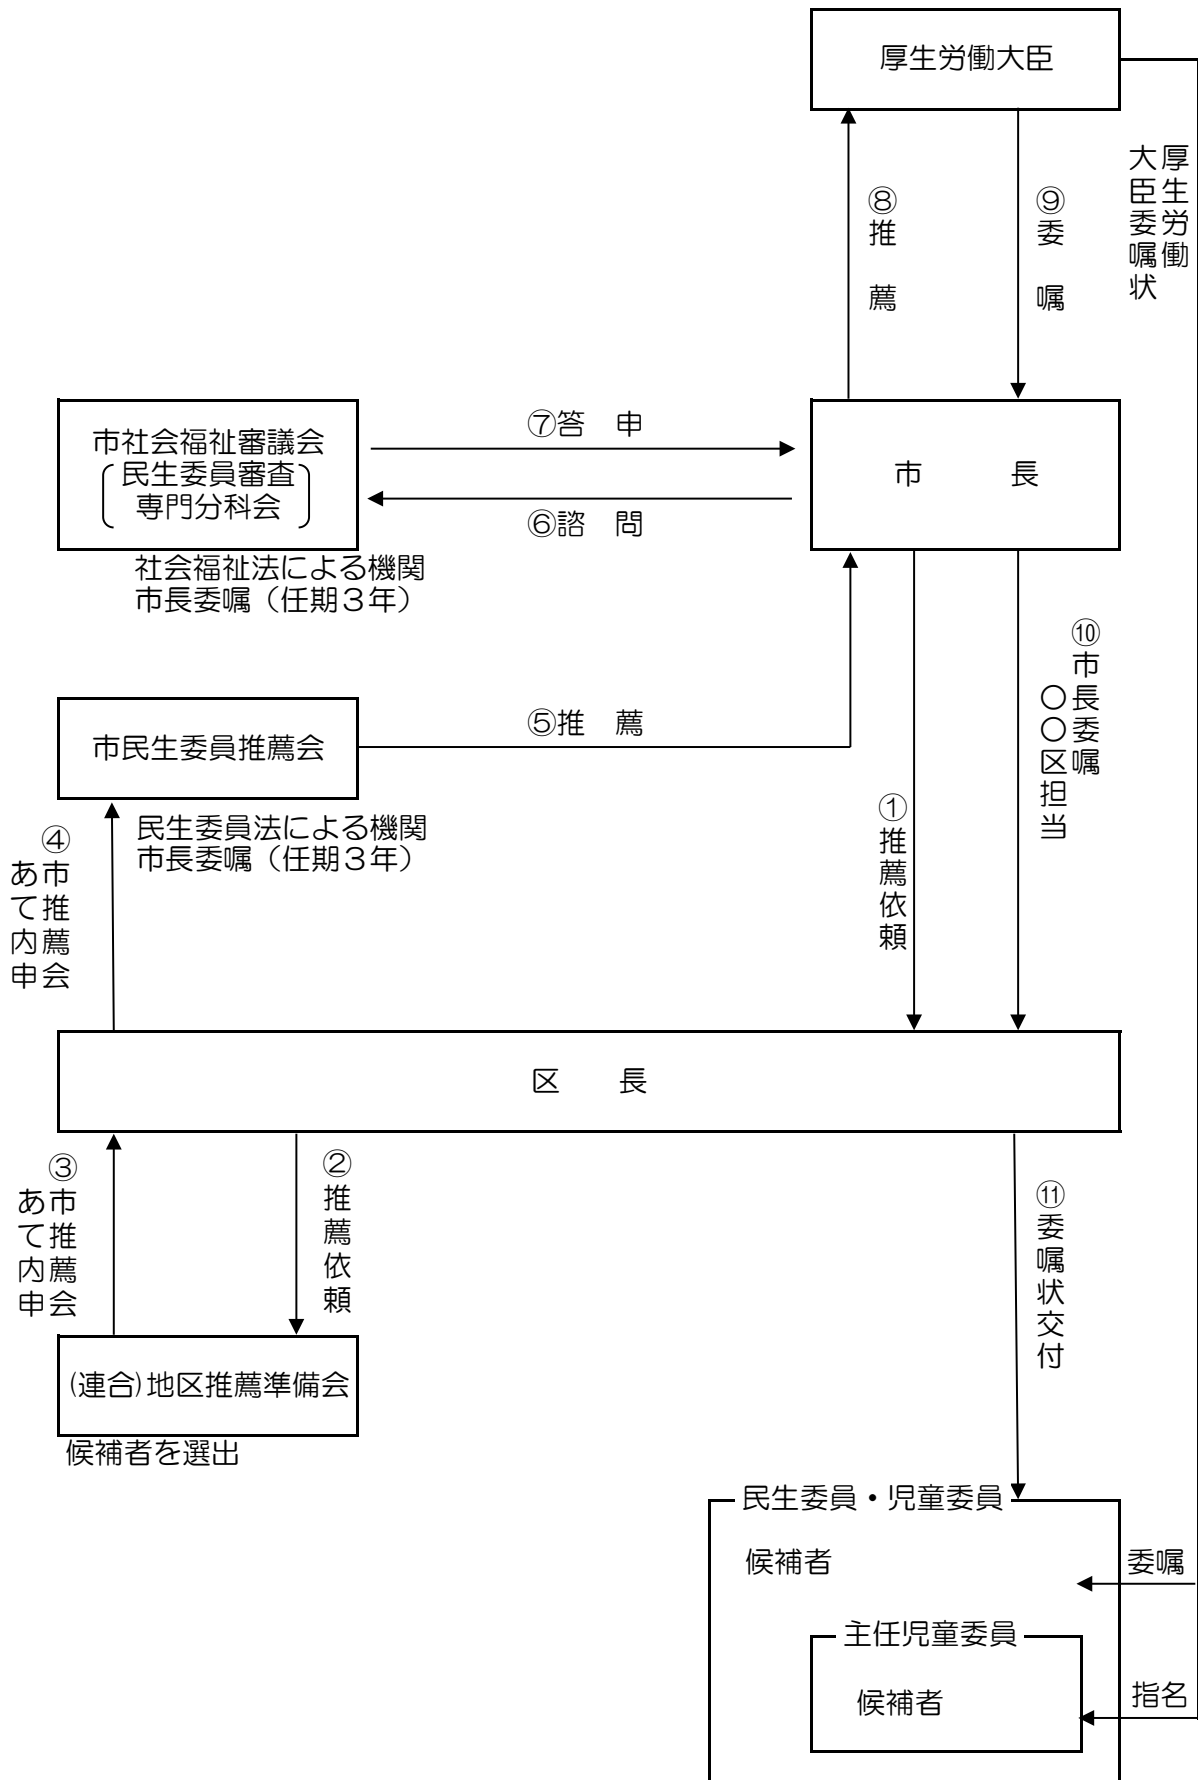 厚生労働大臣
厚生労働
大臣委嘱状
⑧推　薦
⑨委　嘱
市社会福祉審議会
民生委員審査
専門分科会
社会福祉法による機関
市長委嘱（任期３年）
⑦答　申
⑥諮　問
市　　　長
市民生委員推薦会
民生委員法による機関
市長委嘱（任期３年）
⑤推　薦
①推薦依頼
⑩市長委嘱
〇〇区担当
④市推薦会
あて内申
区　　長
③市推薦会
あて内申
②推薦依頼
⑪委嘱状交付
(連合)地区推薦準備会
候補者を選出
民生委員・児童委員
候補者
委嘱
主任児童委員
候補者
指名